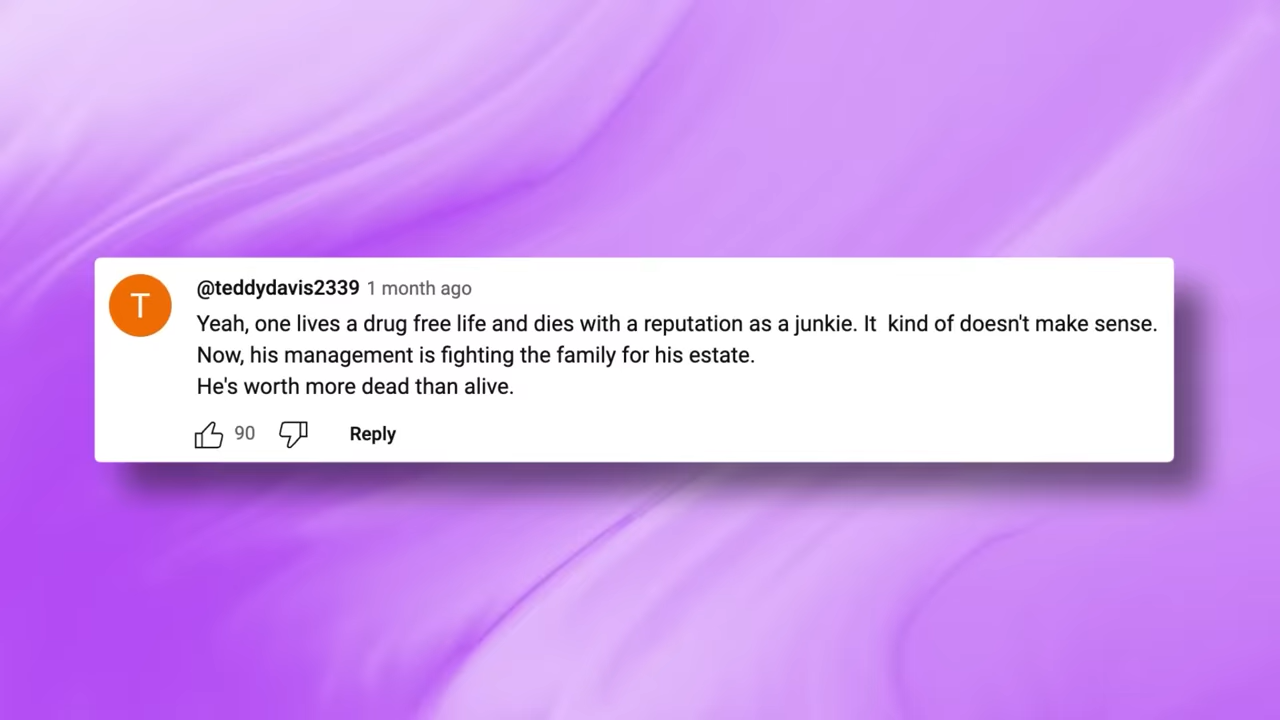 T
@teddydavis2339 1 month ago
Yeah, one lives a drug free life and dies with a reputation as a junkie. It  kind of doesn't make sense.
Now, his management is fighting the family for his estate.
He's worth more dead than alive.
90 Reply